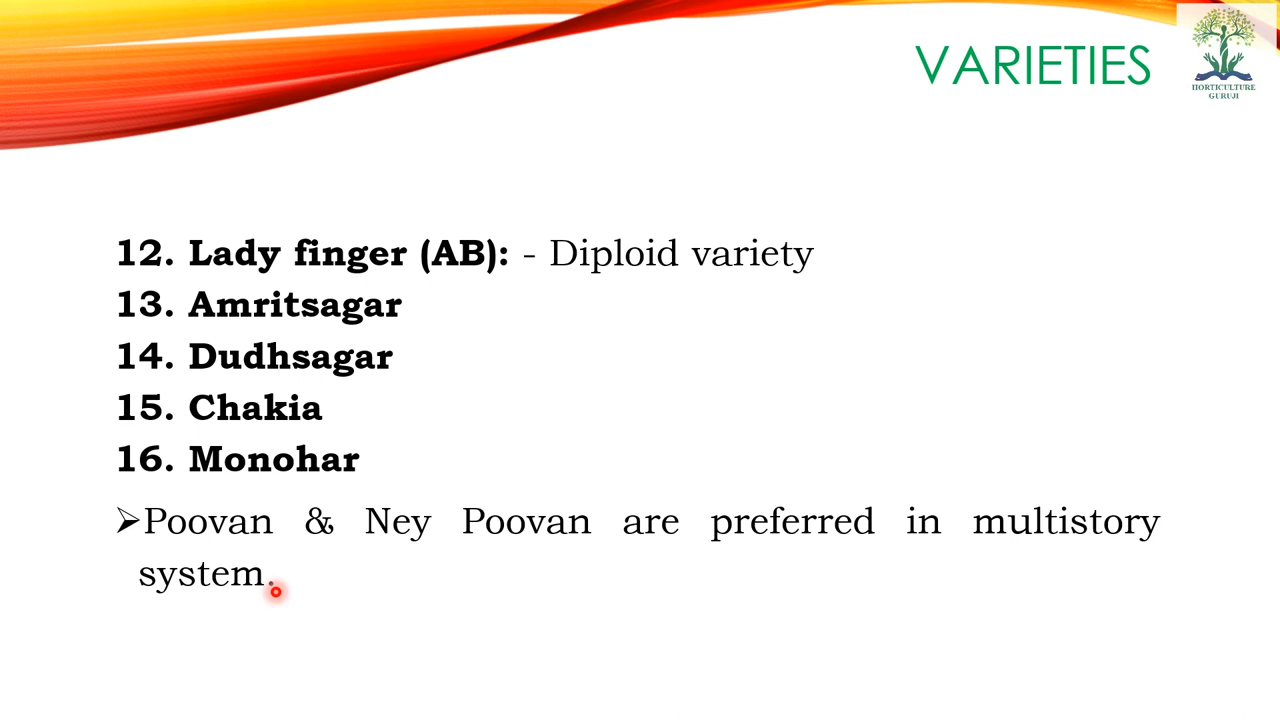 VARIETIES
HORTICULTURE
GURUJI
12. Lady finger (AB): - Diploid variety
13. Amritsagar
14. Dudhsagar
15. Chakia
16. Monohar
➢Poovan & Ney Poovan are preferred in multistory
system.